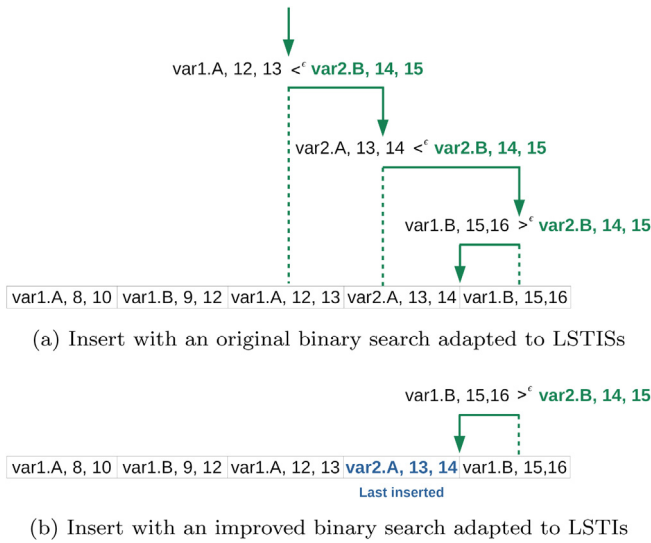 var1.A, 12, 13 <ᵋ var2.B, 14, 15
var2.A, 13, 14 <ᵋ var2.B, 14, 15
var1.B, 15,16 >ᵋ var2.B, 14, 15
var1.A, 8, 10 var1.B, 9, 12 var1.A, 12, 13 var2.A, 13, 14 var1.B, 15,16
(a) Insert with an original binary search adapted to LSTISs
var1.B, 15,16 >ᵋ var2.B, 14, 15
var1.A, 8, 10 var1.B, 9, 12 var1.A, 12, 13 var2.A, 13, 14 var1.B, 15,16
Last inserted
(b) Insert with an improved binary search adapted to LSTIs